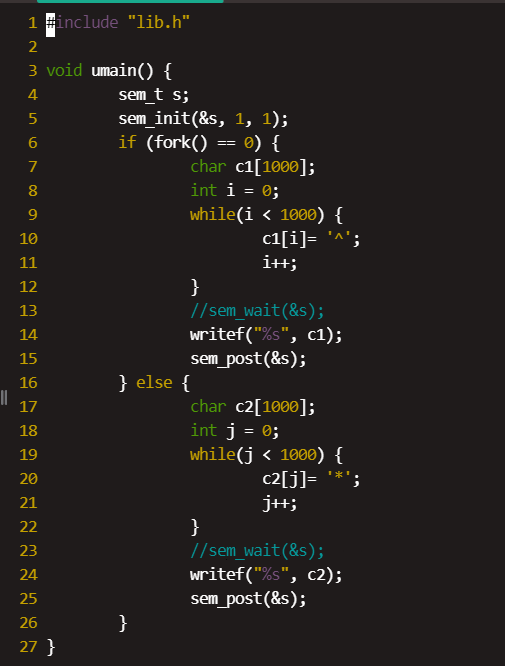 1 #include "lib.h"
2
3 void umain() {
4         sem_t s;
5         sem_init(&s, 1, 1);
6         if (fork() == 0) {
7                 char c1[1000];
8                 int i = 0;
9                 while(i < 1000) {
10                         c1[i]= '^';
11                         i++;
12                 }
13                 //sem_wait(&s);
14                 writef("%s", c1);
15                 sem_post(&s);
16         } else {
17                 char c2[1000];
18                 int j = 0;
19                 while(j < 1000) {
20                         c2[j]= '*';
21                         j++;
22                 }
23                 //sem_wait(&s);
24                 writef("%s", c2);
25                 sem_post(&s);
26         }
27 }